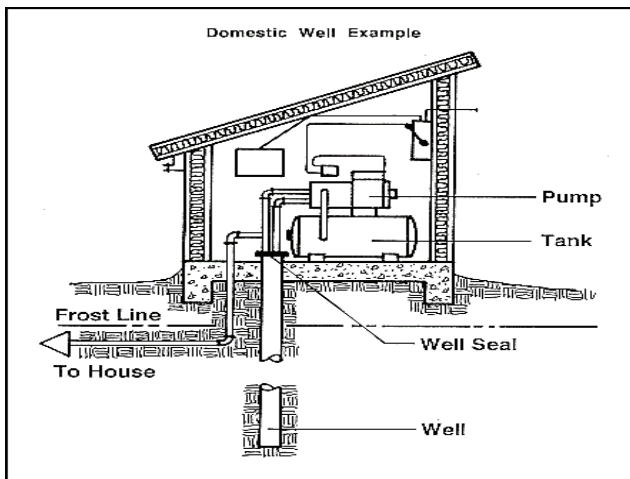 Domestic Well Example
Pump
Tank
Frost Line
Well Seal
To House
Well